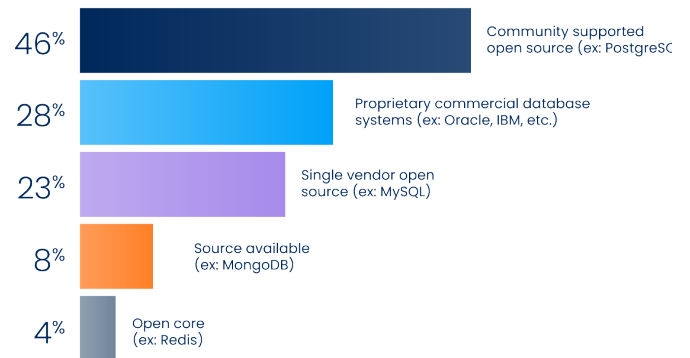 46%
Community supported
open source (ex:
28%
Proprietary commercial database
systems (ex: Oracle, IBM, etc.)
23%
Single vendor open
source (ex: MySQL)
8%
Source available
(ex: MongoDB)
4%
Open core
(ex: Redis)